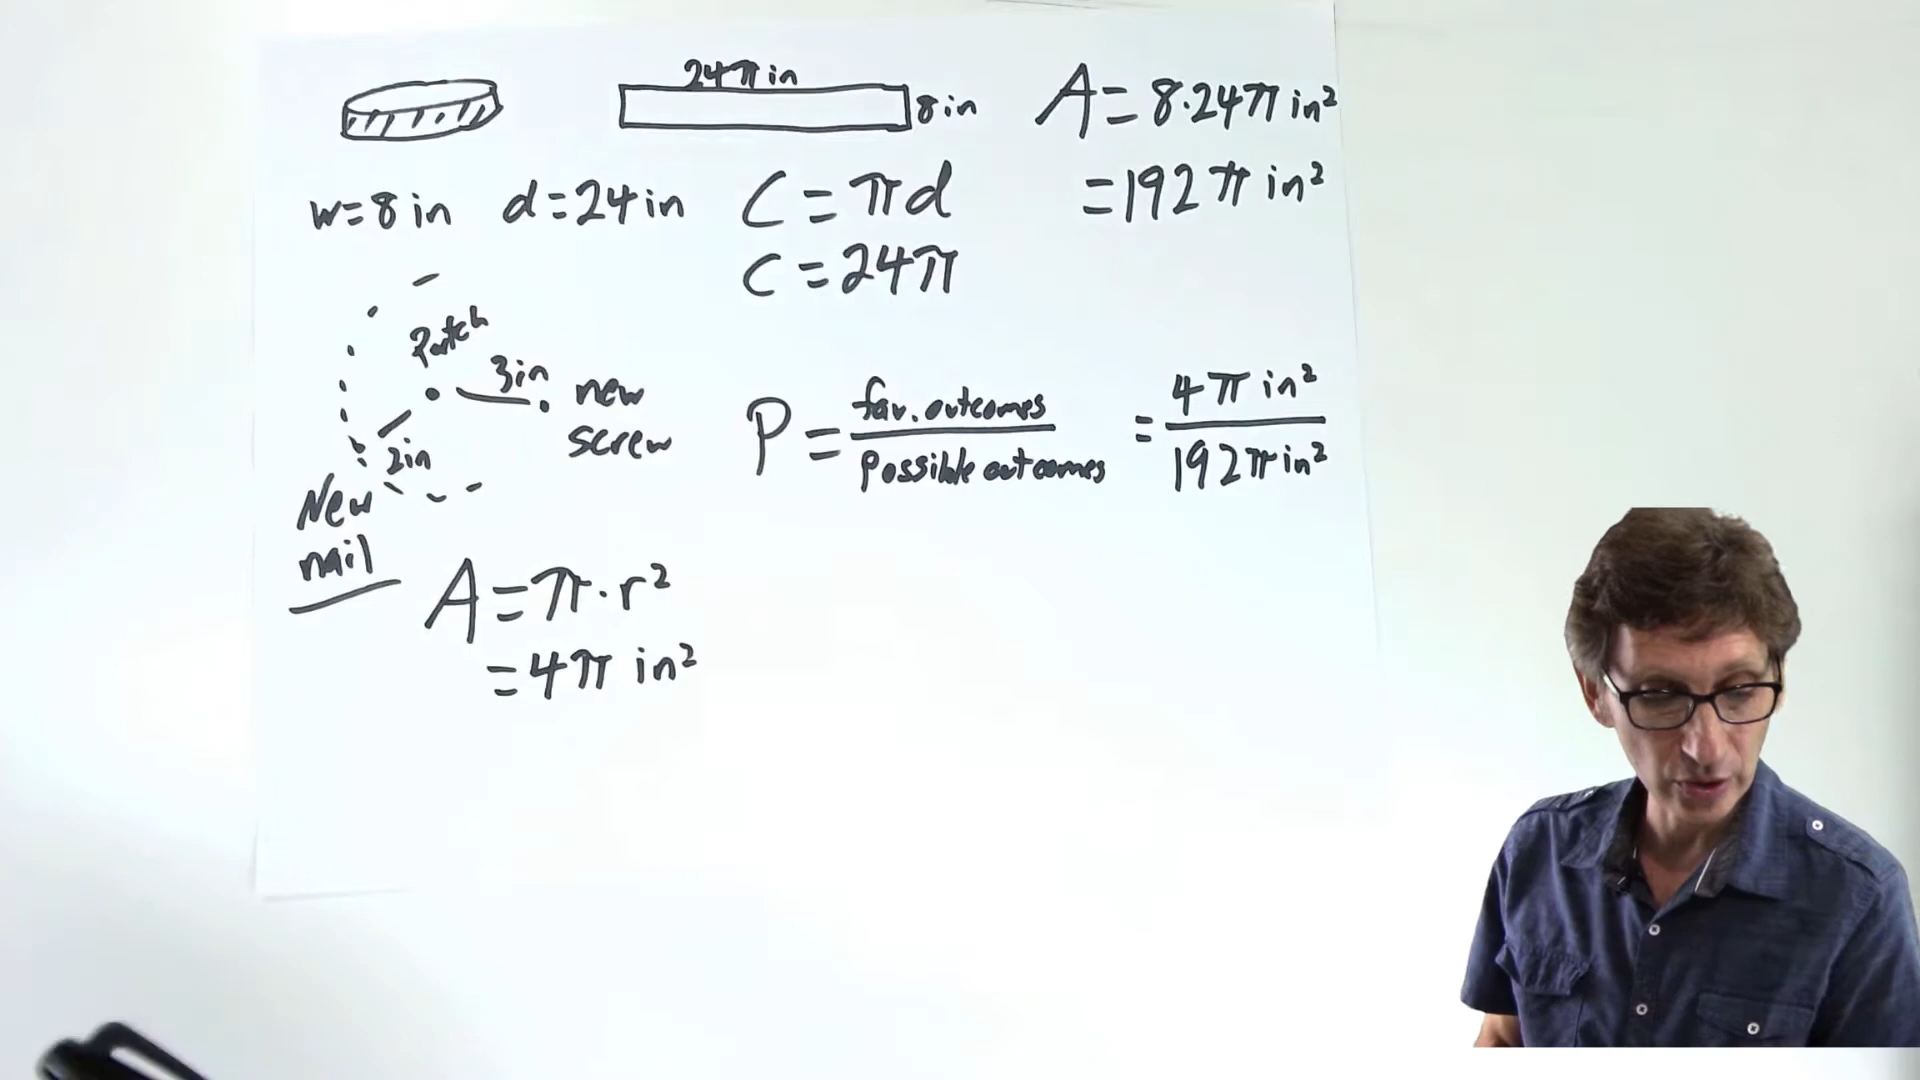 24π in
8 in
A = 8·24π in²
= 192π in²
w = 8 in d = 24 in
C = πd
C = 24π
Patch
3in
new
screw
2in
New
nail
P = fav. outcomes / possible outcomes = 4π in² / 192π in²
A = π·r²
= 4π in²